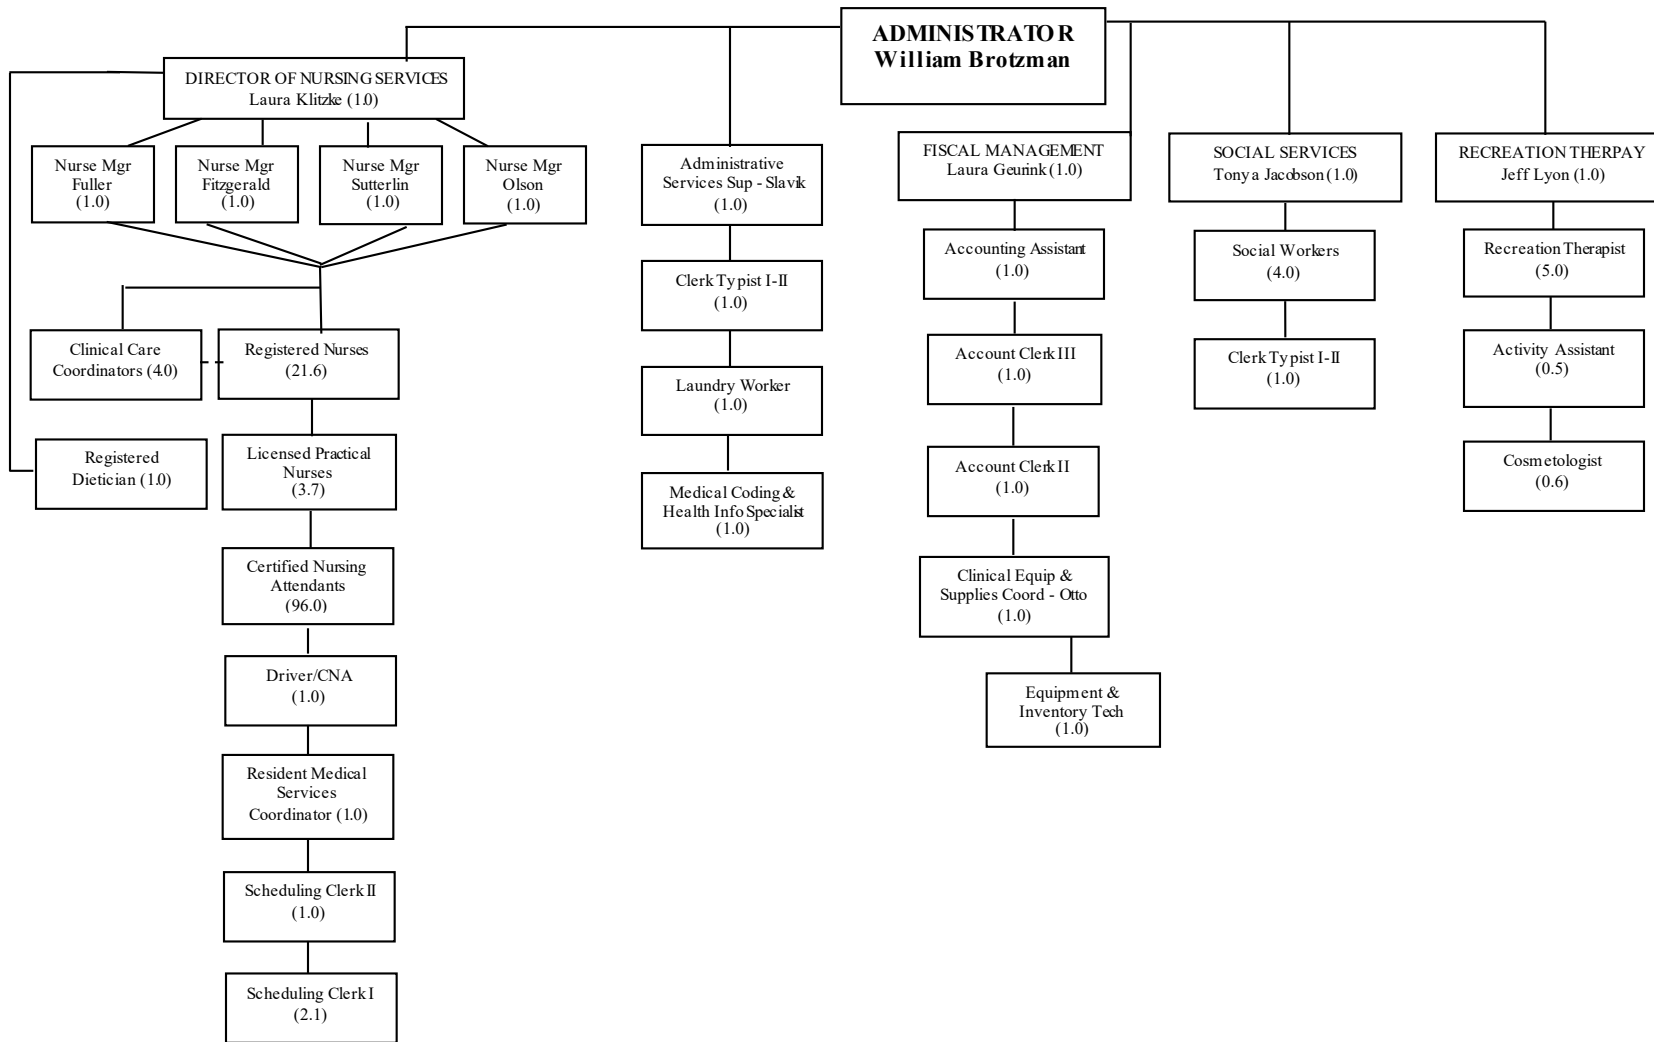 ADMINISTRATOR
William Brotzman
DIRECTOR OF NURSING SERVICES
Laura Klitzke (1.0)
Nurse Mgr
Fuller
(1.0)
Nurse Mgr
Fitzgerald
(1.0)
Nurse Mgr
Sutterlin
(1.0)
Nurse Mgr
Olson
(1.0)
Clinical Care
Coordinators (4.0)
Registered Nurses
(21.6)
Registered
Dietician (1.0)
Licensed Practical
Nurses
(3.7)
Certified Nursing
Attendants
(96.0)
Driver/CNA
(1.0)
Resident Medical
Services
Coordinator (1.0)
Scheduling Clerk II
(1.0)
Scheduling Clerk I
(2.1)
Administrative
Services Sup - Slavik
(1.0)
Clerk Typist I-II
(1.0)
Laundry Worker
(1.0)
Medical Coding &
Health Info Specialist
(1.0)
FISCAL MANAGEMENT
Laura Geurink (1.0)
Accounting Assistant
(1.0)
Account Clerk III
(1.0)
Account Clerk II
(1.0)
Clinical Equip &
Supplies Coord - Otto
(1.0)
Equipment &
Inventory Tech
(1.0)
SOCIAL SERVICES
Tonya Jacobson (1.0)
Social Workers
(4.0)
Clerk Typist I-II
(1.0)
RECREATION THERPAY
Jeff Lyon (1.0)
Recreation Therapist
(5.0)
Activity Assistant
(0.5)
Cosmetologist
(0.6)